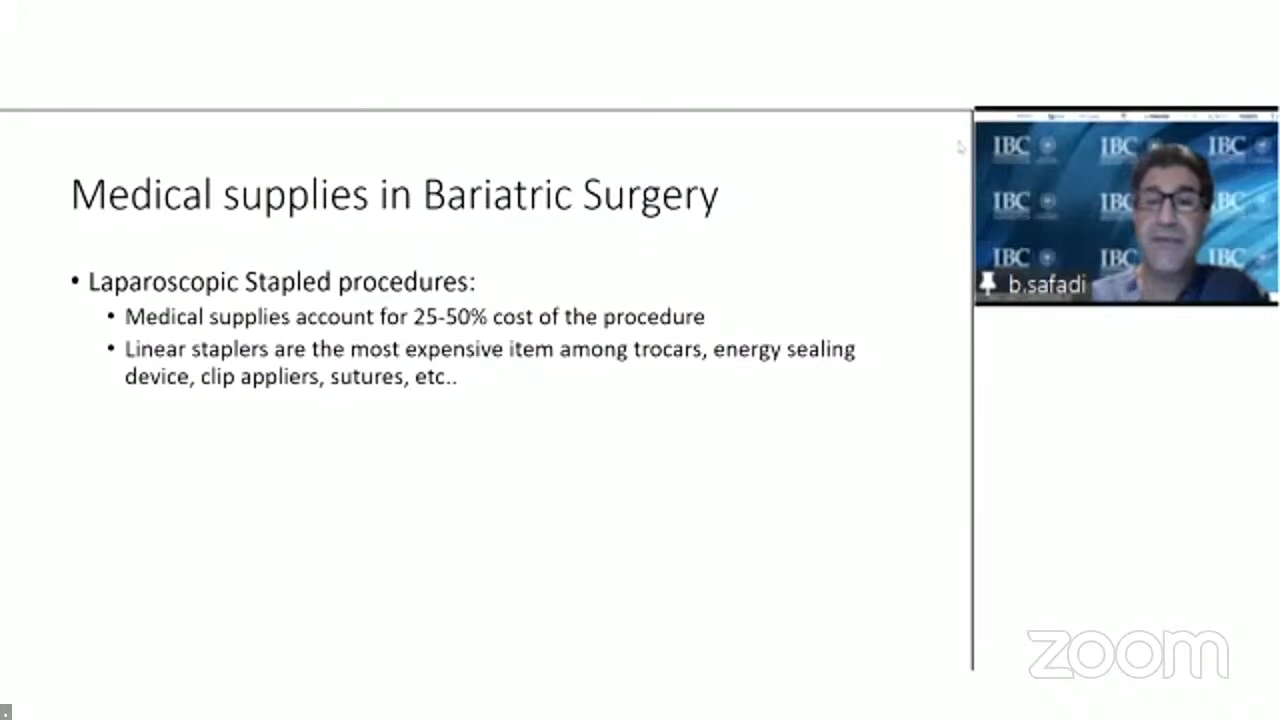 Medical supplies in Bariatric Surgery
• Laparoscopic Stapled procedures:
• Medical supplies account for 25-50% cost of the procedure
• Linear staplers are the most expensive item among trocars, energy sealing
device, clip appliers, sutures, etc..
IBC IBC IBC
IBC IBC BC
IBC IBC IBC
b.safadi
zoom